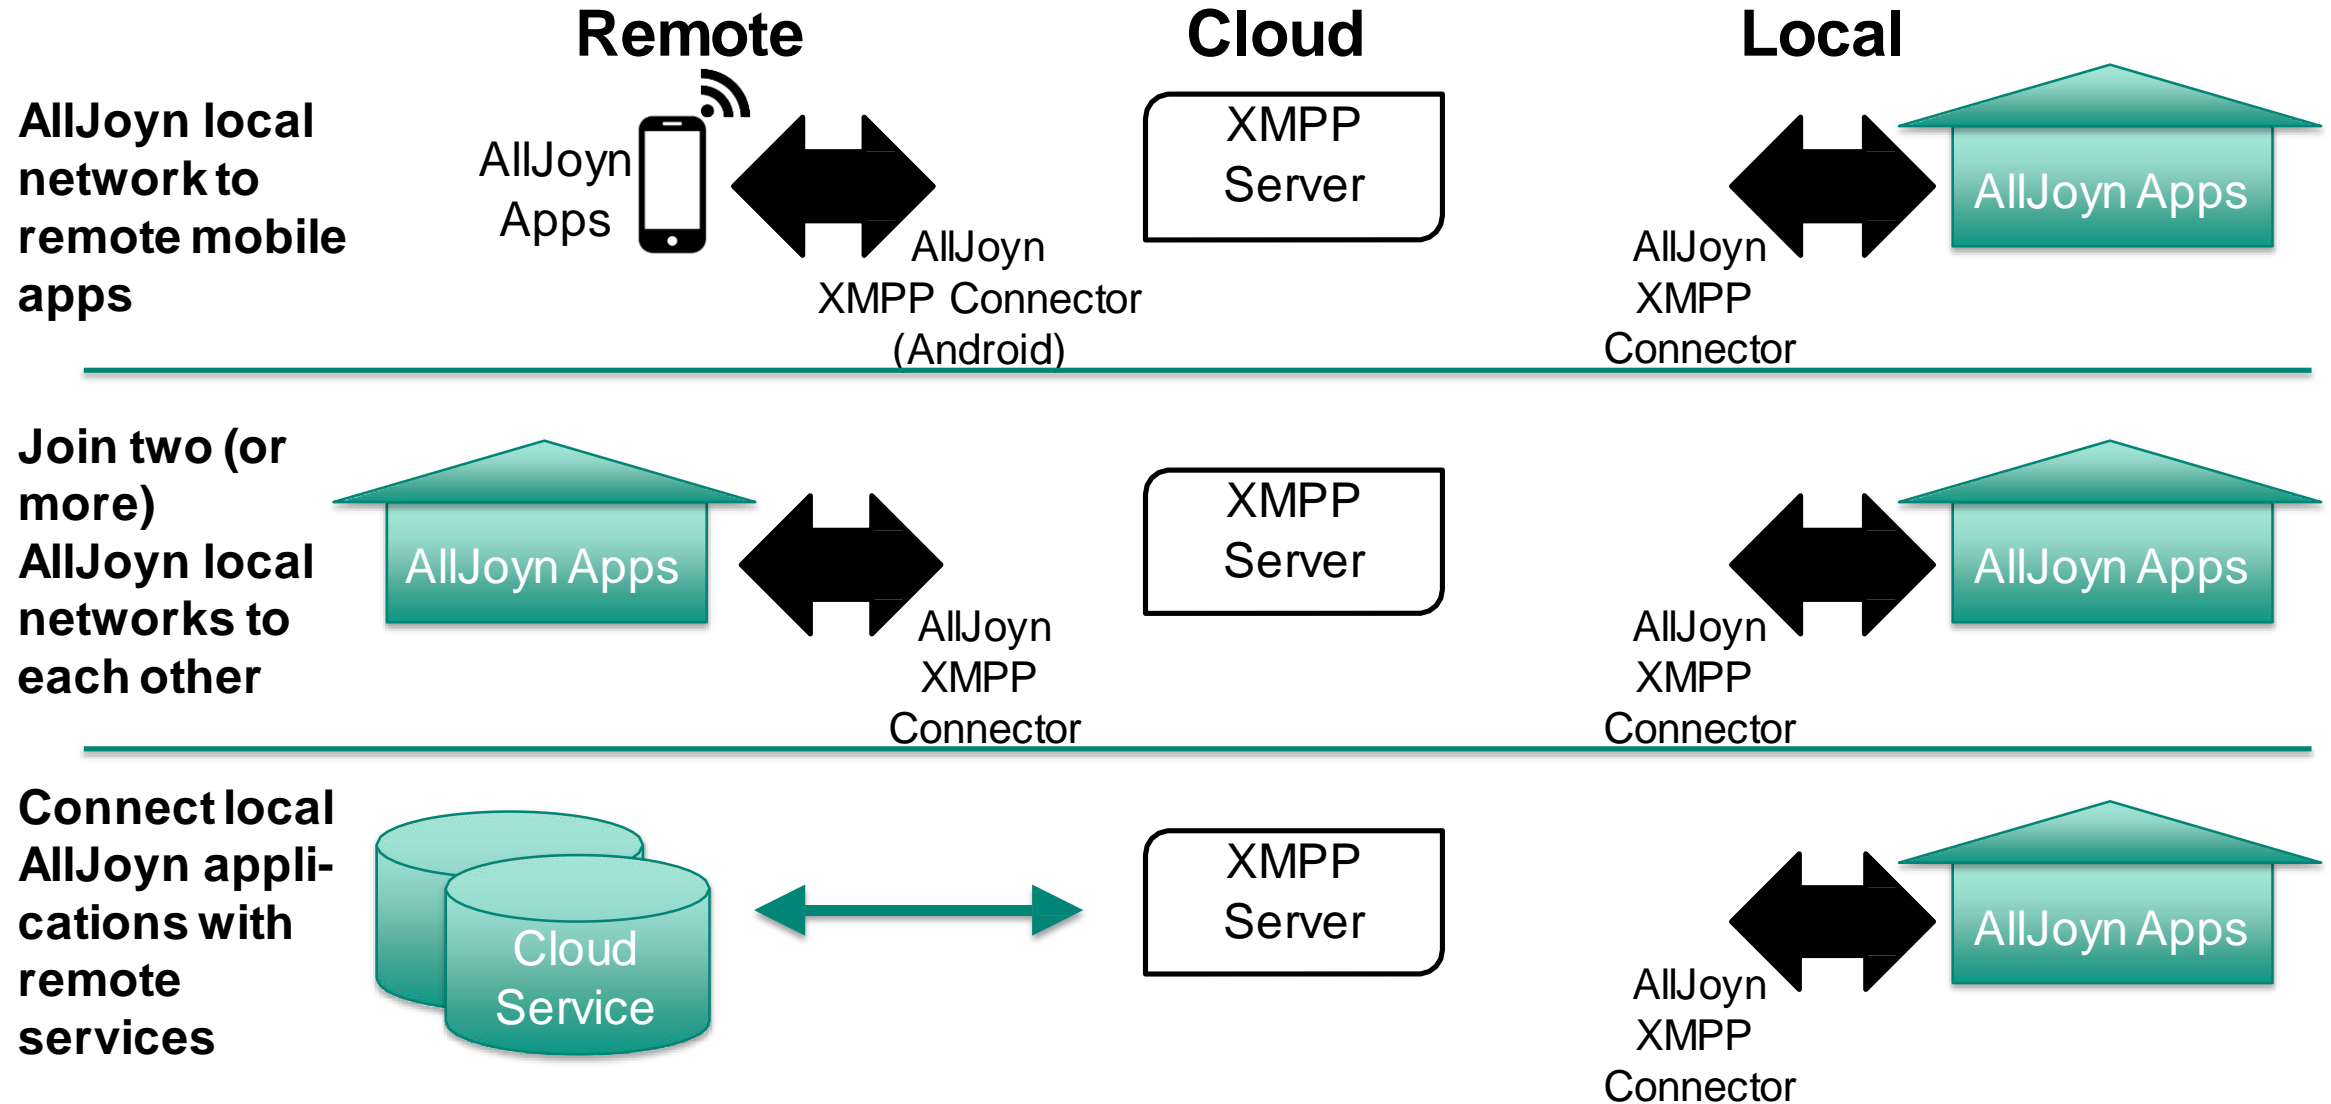 Remote
Cloud
Local
AllJoyn local
network to
remote mobile
apps
AllJoyn
Apps
AllJoyn
XMPP Connector
(Android)
XMPP
Server
AllJoyn
XMPP
Connector
AllJoyn Apps
Join two (or
more)
AllJoyn local
networks to
each other
AllJoyn Apps
AllJoyn
XMPP
Connector
XMPP
Server
AllJoyn
XMPP
Connector
AllJoyn Apps
Connect local
AllJoyn appli-
cations with
remote
services
Cloud
Service
XMPP
Server
AllJoyn
XMPP
Connector
AllJoyn Apps